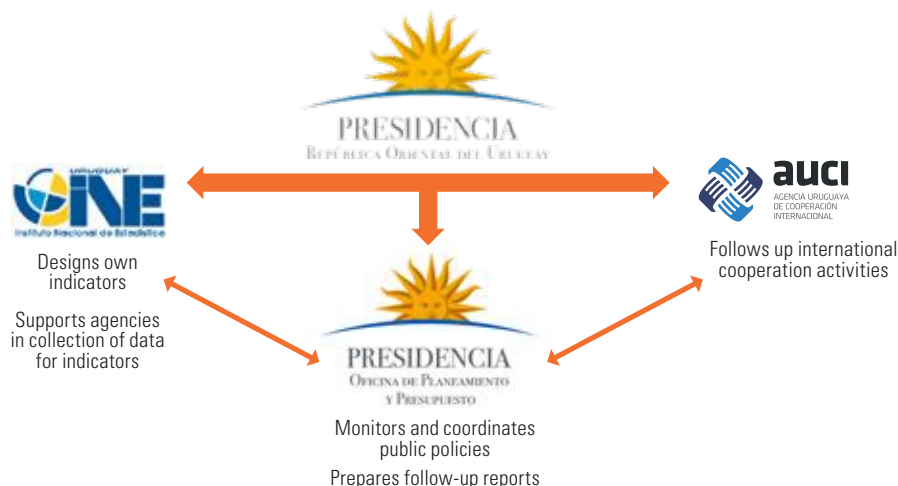 PRESIDENCIA
REPÚBLICA ORIENTAL DEL URUGUAY
URUGUAY
INE
Instituto Nacional de Estadística
Designs own
indicators
Supports agencies
in collection of data
for indicators
auci
AGENCIA URUGUAYA
DE COOPERACIÓN
INTERNACIONAL
Follows up international
cooperation activities
PRESIDENCIA
OFICINA DE PLANEAMIENTO
Y PRESUPUESTO
Monitors and coordinates
public policies
Prepares follow-up reports